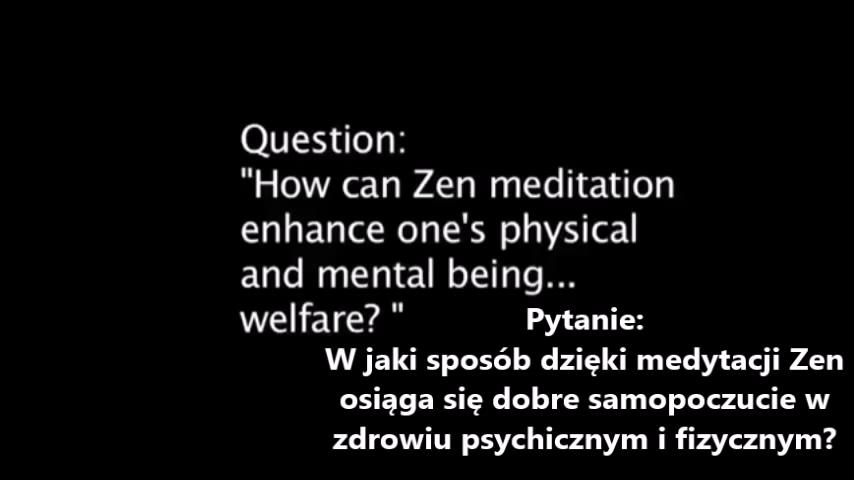 Question:
"How can Zen meditation
enhance one's physical
and mental being...
welfare? "
Pytanie:
W jaki sposób dzięki medytacji Zen
osiąga się dobre samopoczucie w
zdrowiu psychicznym i fizycznym?